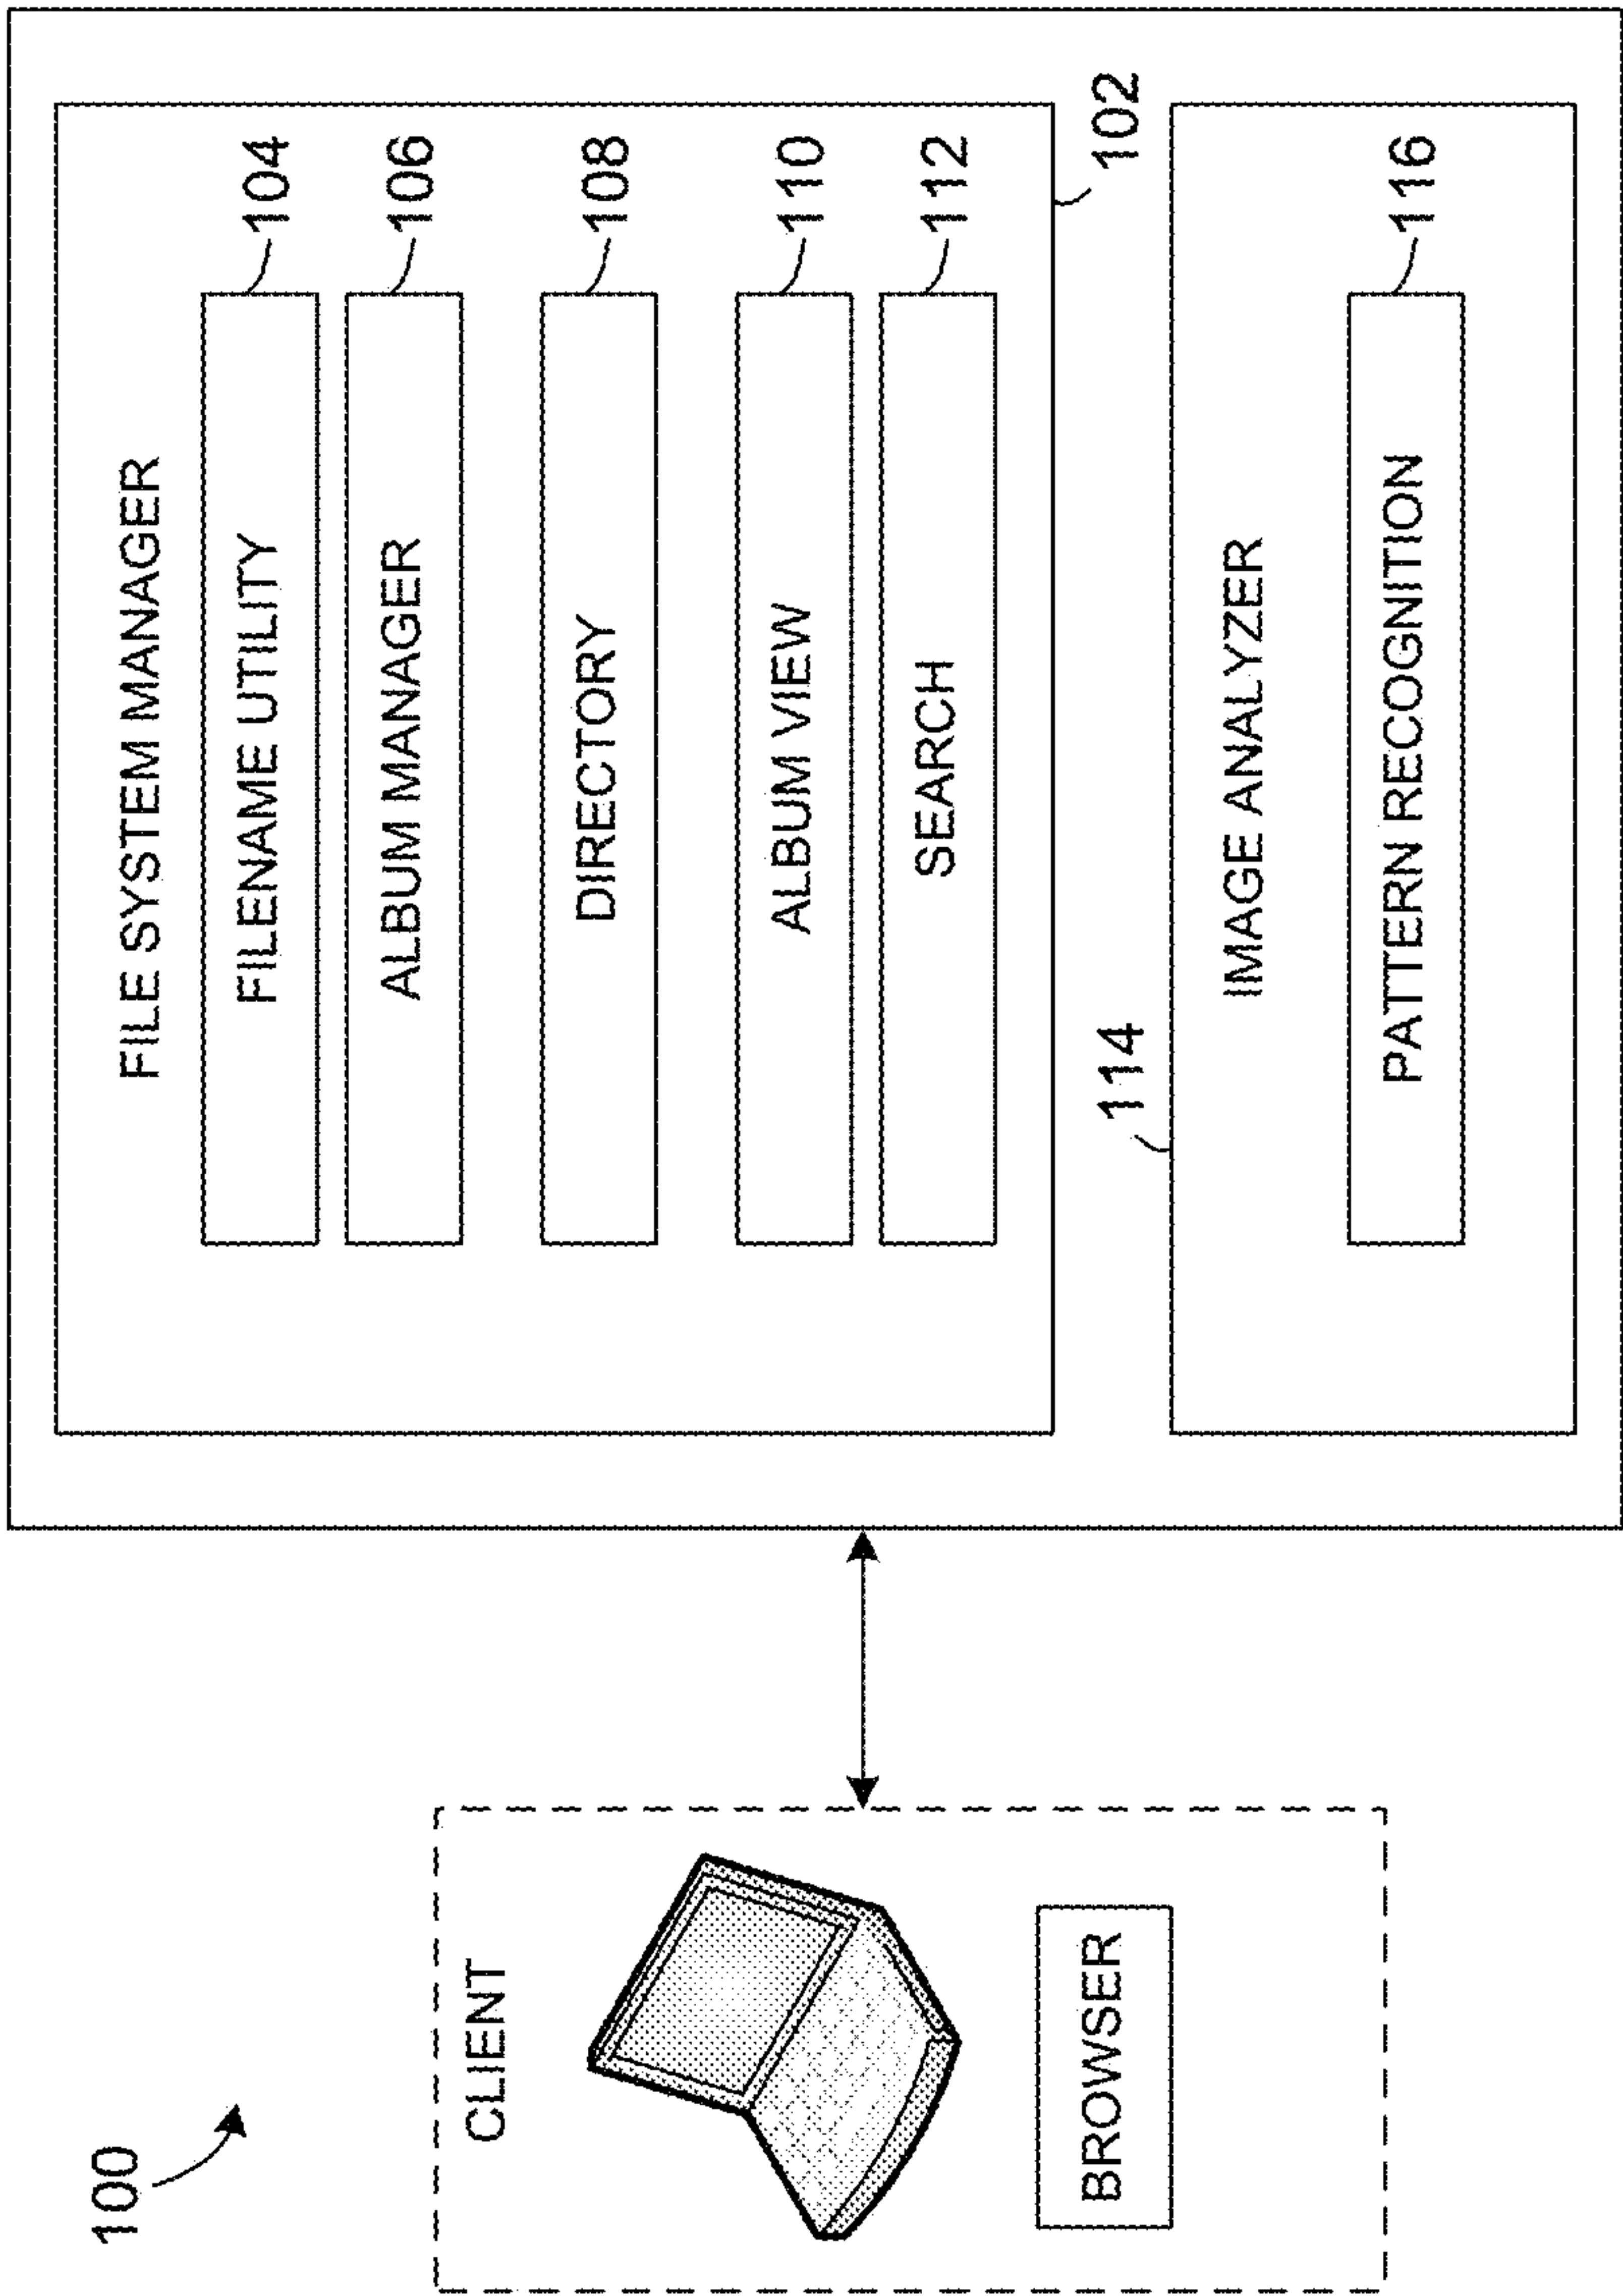 100
CLIENT
BROWSER
FILE SYSTEM MANAGER
FILENAME UTILITY
104
ALBUM MANAGER
106
DIRECTORY
108
ALBUM VIEW
110
SEARCH
112
102
114
IMAGE ANALYZER
PATTERN RECOGNITION
116